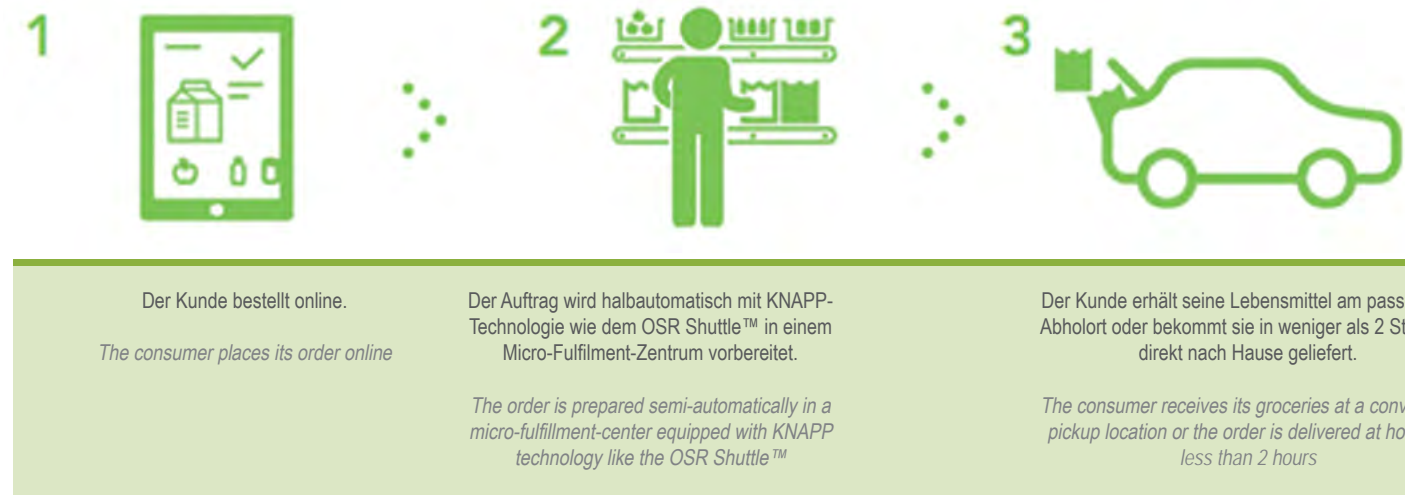 1
2
3
Der Kunde bestellt online.
The consumer places its order online
Der Auftrag wird halbautomatisch mit KNAPP-
Technologie wie dem OSR Shuttle™ in einem
Micro-Fulfilment-Zentrum vorbereitet.
The order is prepared semi-automatically in a
micro-fulfillment-center equipped with KNAPP
technology like the OSR Shuttle™
Der Kunde erhält seine Lebensmittel am
Abholort oder bekommt sie in weniger als 2
direkt nach Hause geliefert.
The consumer receives its groceries at a
pickup location or the order is delivered at
less than 2 hours